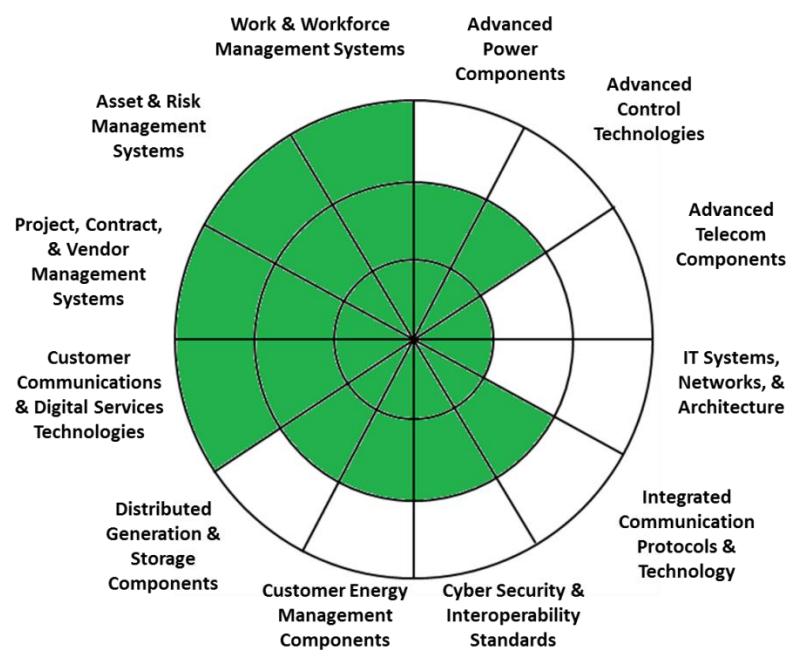 Work & Workforce
Management Systems
Advanced
Power
Components
Advanced
Control
Technologies
Advanced
Telecom
Components
IT Systems,
Networks, &
Architecture
Integrated
Communication
Protocols &
Technology
Cyber Security &
Interoperability
Standards
Customer Energy
Management
Components
Distributed
Generation &
Storage
Components
Customer
Communications
& Digital Services
Technologies
Project, Contract,
& Vendor
Management
Systems
Asset & Risk
Management
Systems